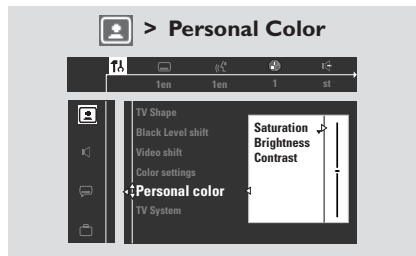 > Personal Color
1en 1en 1 st
TV Shape
Black Level shift
Video shift
Color settings
Personal color
TV System
Saturation
Brightness
Contrast